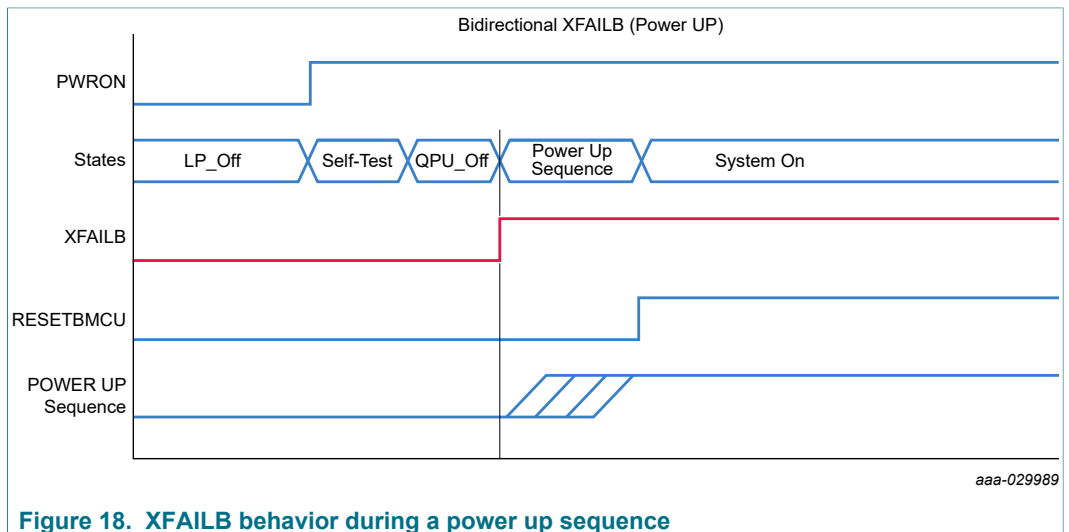 Bidirectional XFAILB (Power UP)
PWRON
States
LP_Off
Self-Test
QPU_Off
Power Up
Sequence
System On
XFAILB
RESETBMCU
POWER UP
Sequence
aaa-029989
Figure 18. XFAILB behavior during a power up sequence